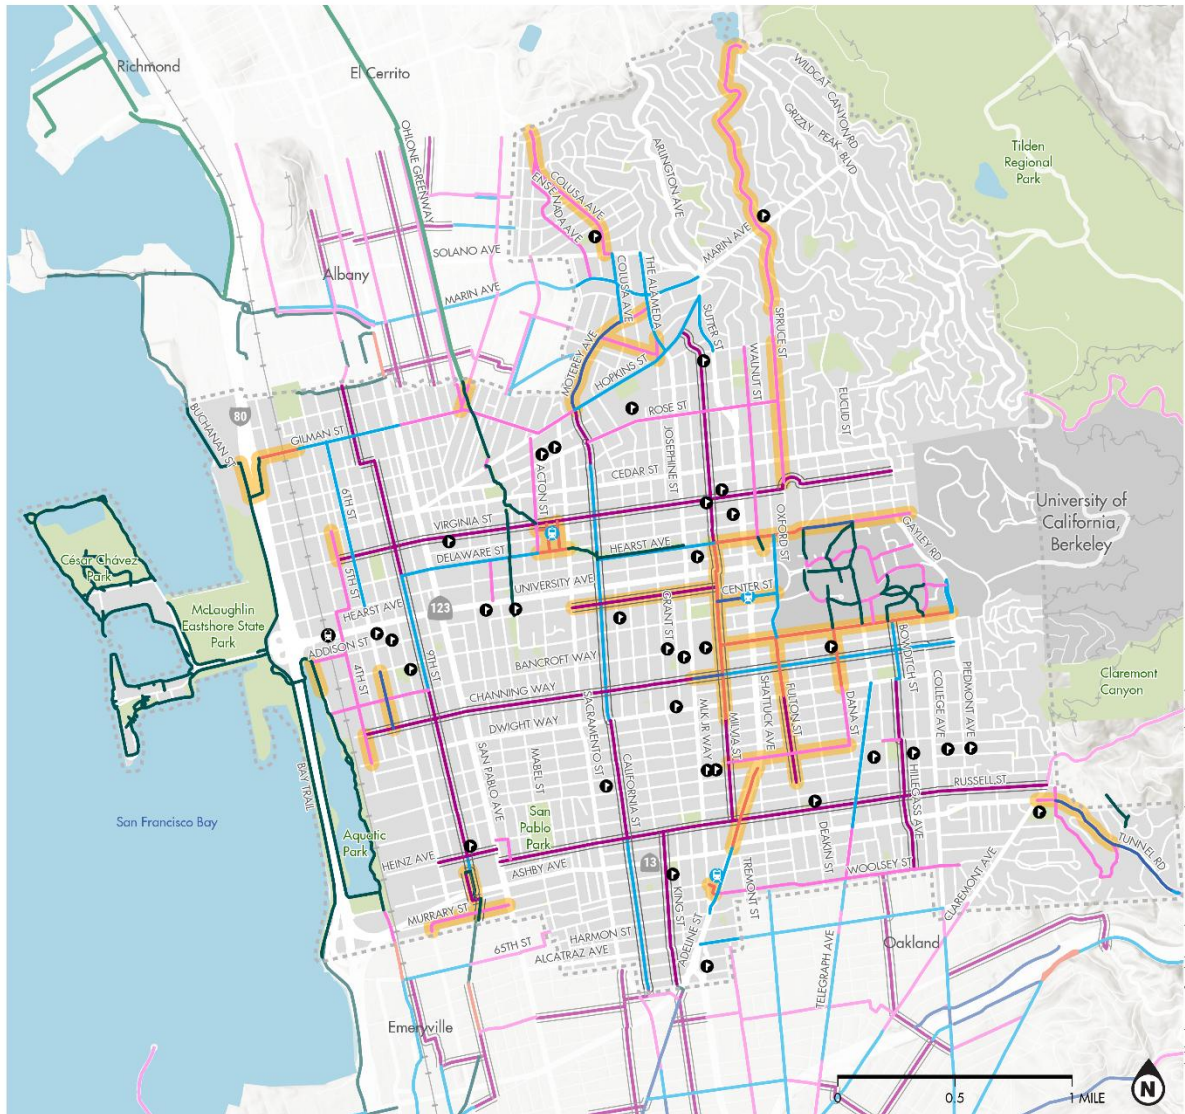 Richmond
El Cerrito
WILDCAT CANYON RD
GRIZZLY PEAK BLVD
OHLONE GREENWAY
ARLINGTON AVE
Tilden
Regional
Park
COLUSA AVE
ENSENADA AVE
SOLANO AVE
MARIN AVE
Albany
MARIN AVE
COLUSA AVE
THE ALAMEDA
SUTTER ST
SPRUCE ST
WALNUT ST
MOTEREY AVE
HOPKINS ST
EUCLID ST
BUCHANAN ST
80
GILMAN ST
ROSE ST
JOSEPHINE ST
CEDAR ST
ACTON ST
6TH ST
VIRGINIA ST
OXFORD ST
GAYLEY RD
University of
California,
Berkeley
DELAWARE ST
HEARST AVE
César Chávez
Park
5TH ST
UNIVERSITY AVE
CENTER ST
McLaughlin
Eastshore State
Park
HEARST AVE
123
GRANT ST
ADDISON ST
BANCROFT WAY
BOWDITCH ST
4TH ST
9TH ST
CHANNING WAY
Claremont
Canyon
DWIGHT WAY
SACRAMENTO ST
MLK JR WAY
MILVIA ST
SHATTUCK AVE
FULTON ST
DANA ST
COLLEGE AVE
PIEDMONT AVE
BAY TRAIL
SAN PABLO AVE
MABEL ST
CALIFORNIA ST
HILLEGASS AVE
RUSSELL ST
San Francisco Bay
Aquatic
Park
San
Pablo
Park
HEINZ AVE
ASHBY AVE
13
DEAKIN ST
WOOLSEY ST
TUNNEL RD
CLAREMONT AVE
KING ST
TREMONT ST
MURRARY ST
65TH ST
HARMON ST
ALCATRAZ AVE
ADELINE ST
TELEGRAPH AVE
Oakland
Emeryville
0
0.5
1 MILE
N